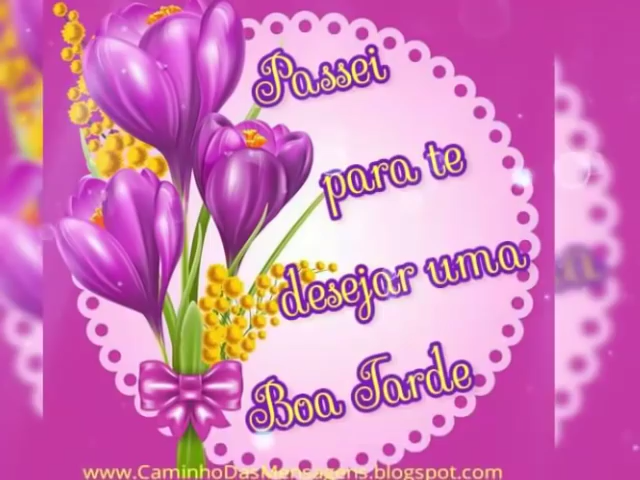 Passei
para te
desejar uma
Boa Tarde
www.CaminhoDasMensagens.blogspot.com